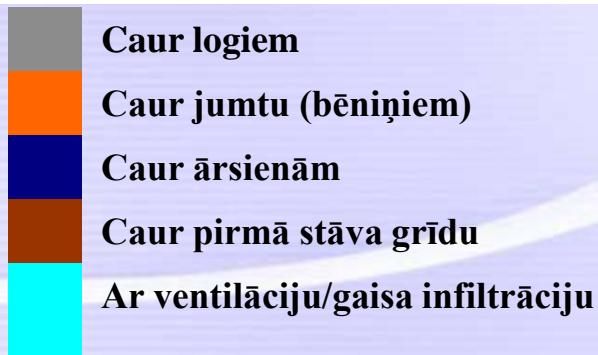 Caur logiem
Caur jumtu (bēniņiem)
Caur ārsienām
Caur pirmā stāva grīdu
Ar ventilāciju/gaisa infiltrāciju